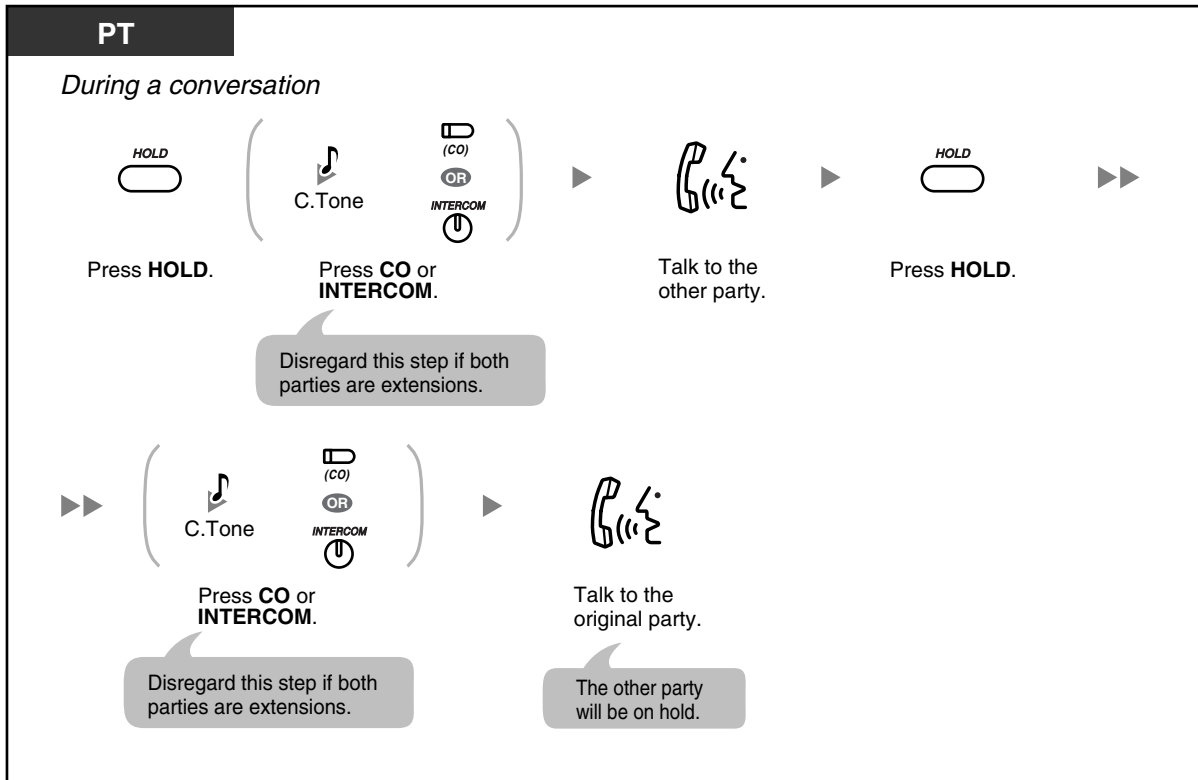 PT
During a conversation
HOLD
C.Tone
(CO)
OR
INTERCOM
HOLD
Press HOLD.
Press CO or
INTERCOM.
Talk to the
other party.
Press HOLD.
Disregard this step if both
parties are extensions.
C.Tone
(CO)
OR
INTERCOM
Press CO or
INTERCOM.
Talk to the
original party.
Disregard this step if both
parties are extensions.
The other party
will be on hold.